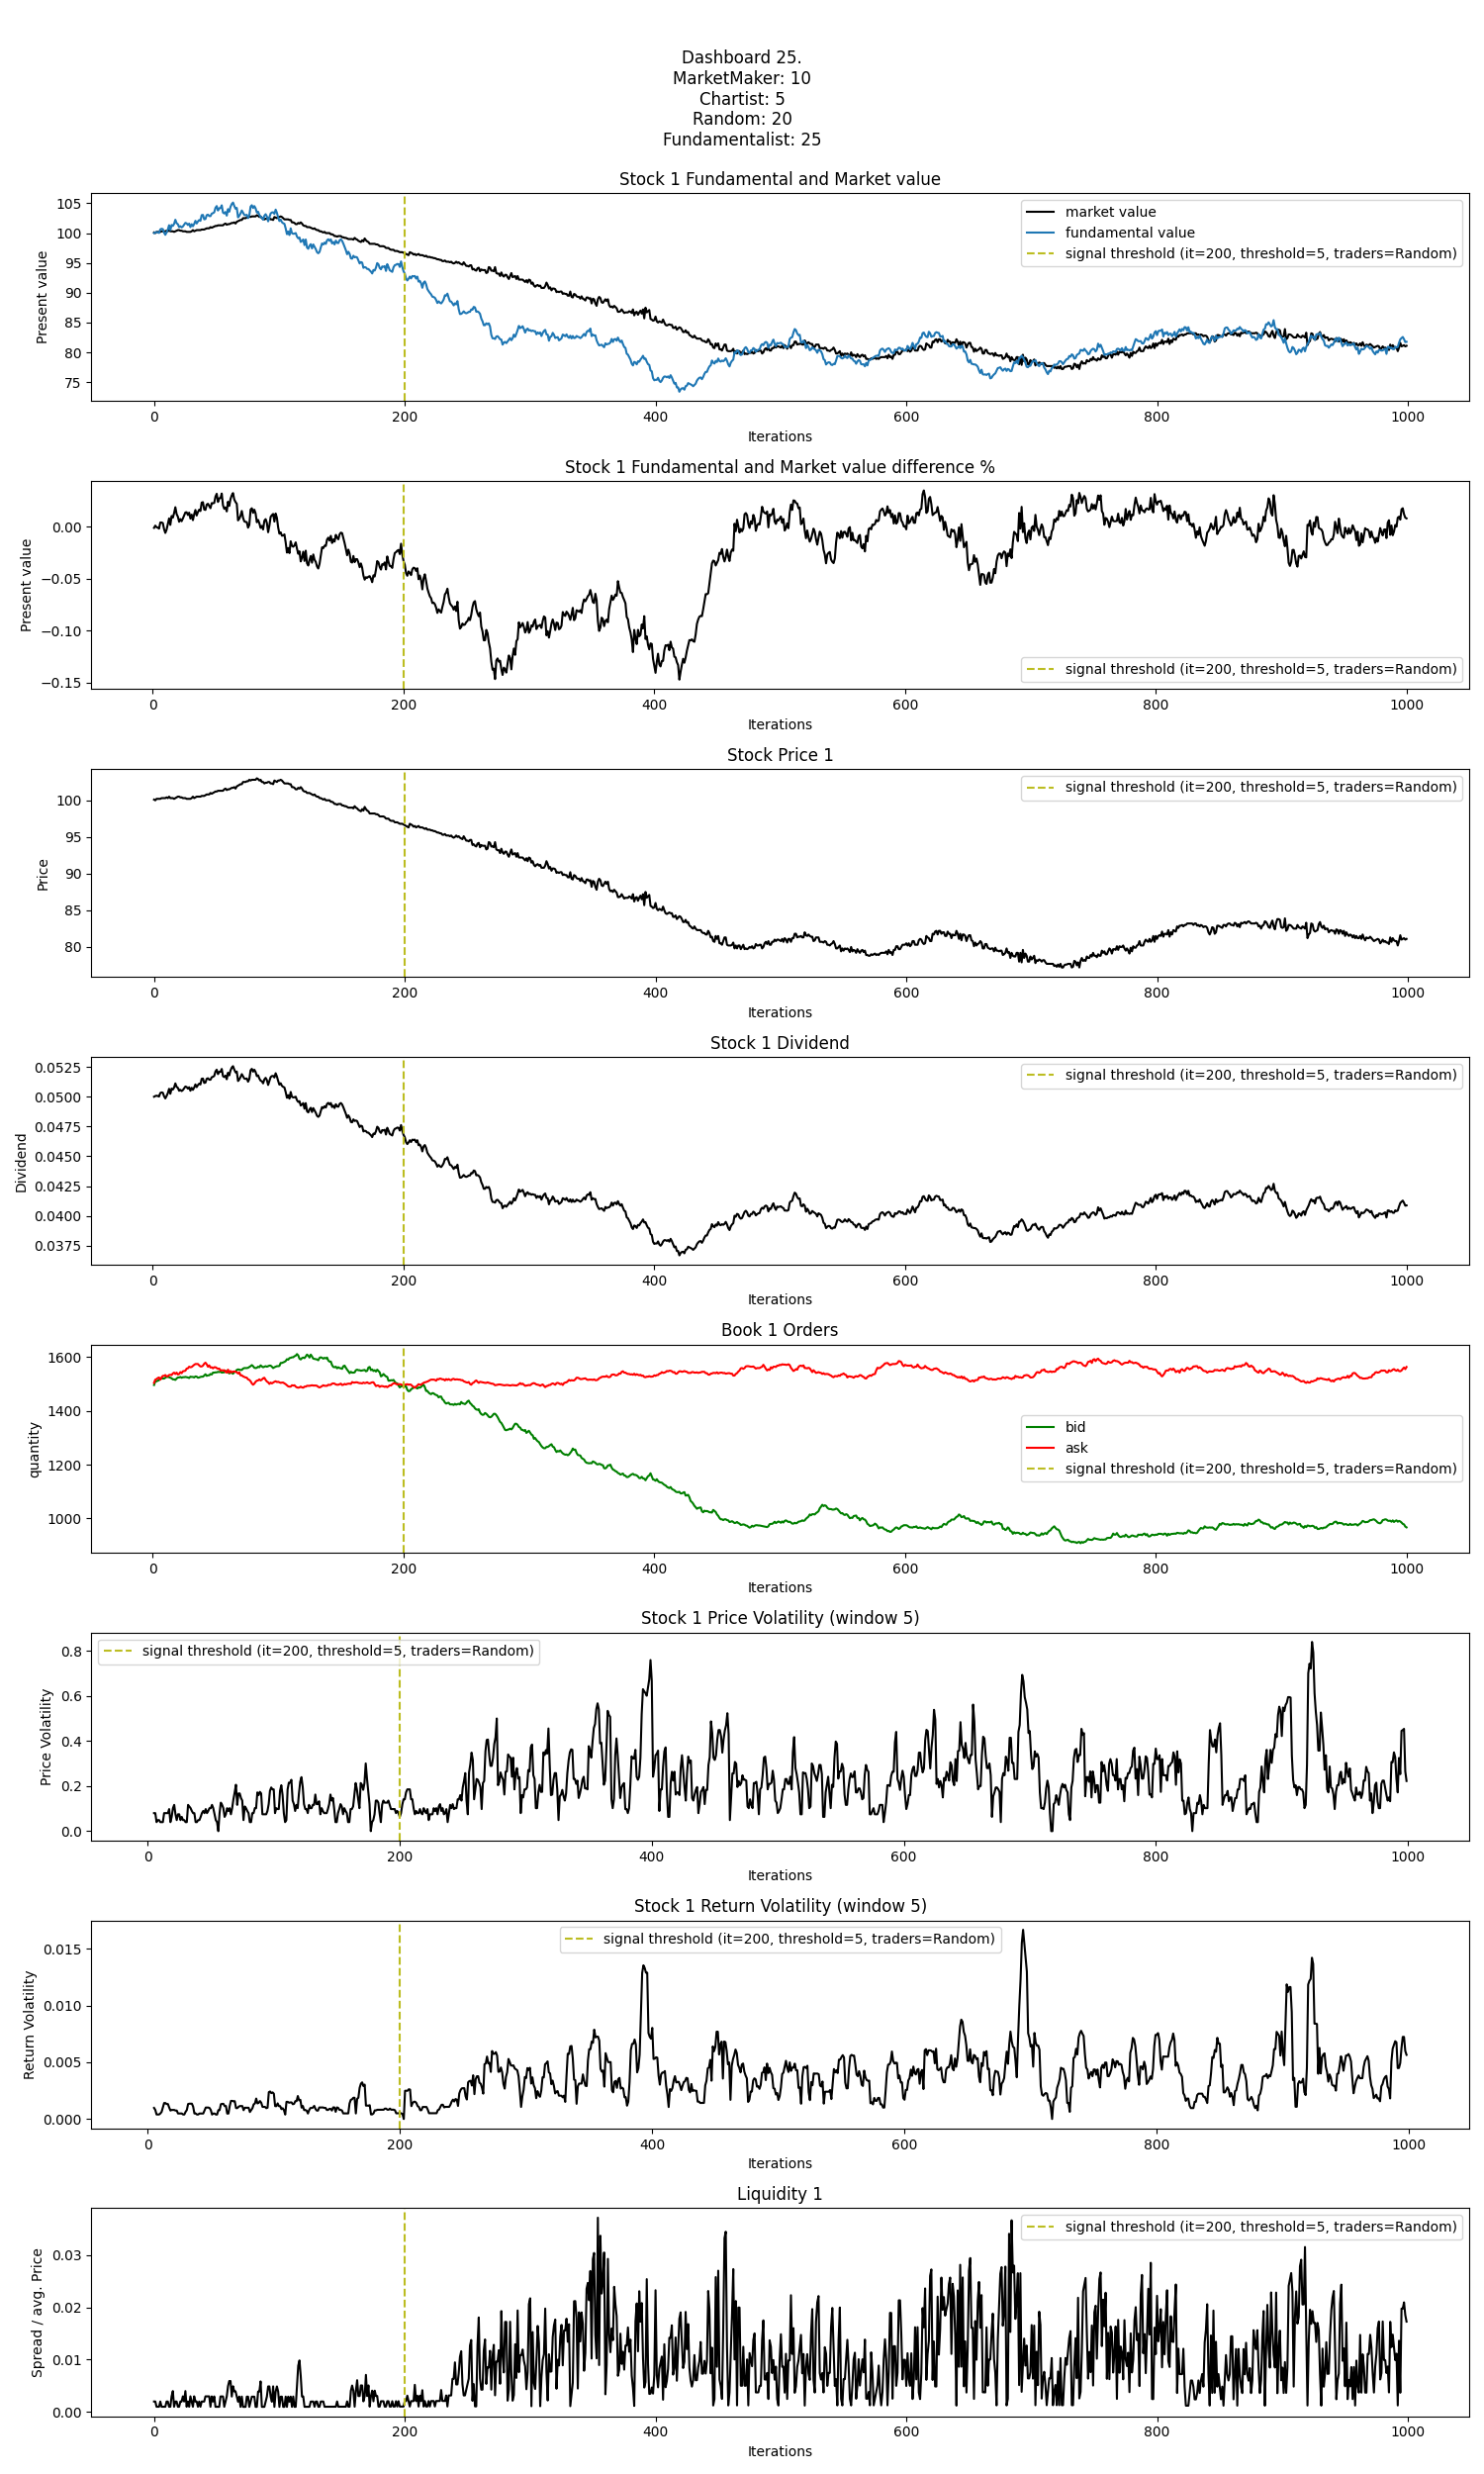 Dashboard 25.
MarketMaker: 10
Chartist: 5
Random: 20
Fundamentalist: 25
Stock 1 Fundamental and Market value
Present value
105
100
95
90
85
80
75
market value
fundamental value
signal threshold (it=200, threshold=5, traders=Random)
0 200 400 600 800 1000
Iterations
Stock 1 Fundamental and Market value difference %
Present value
0.00
−0.05
−0.10
−0.15
signal threshold (it=200, threshold=5, traders=Random)
0 200 400 600 800 1000
Iterations
Stock Price 1
Price
100
95
90
85
80
signal threshold (it=200, threshold=5, traders=Random)
0 200 400 600 800 1000
Iterations
Stock 1 Dividend
Dividend
0.0525
0.0500
0.0475
0.0450
0.0425
0.0400
0.0375
signal threshold (it=200, threshold=5, traders=Random)
0 200 400 600 800 1000
Iterations
Book 1 Orders
quantity
1600
1400
1200
1000
bid
ask
signal threshold (it=200, threshold=5, traders=Random)
0 200 400 600 800 1000
Iterations
Stock 1 Price Volatility (window 5)
Price Volatility
0.8
0.6
0.4
0.2
0.0
signal threshold (it=200, threshold=5, traders=Random)
0 200 400 600 800 1000
Iterations
Stock 1 Return Volatility (window 5)
Return Volatility
0.015
0.010
0.005
0.000
signal threshold (it=200, threshold=5, traders=Random)
0 200 400 600 800 1000
Iterations
Liquidity 1
Spread / avg. Price
0.03
0.02
0.01
0.00
signal threshold (it=200, threshold=5, traders=Random)
0 200 400 600 800 1000
Iterations